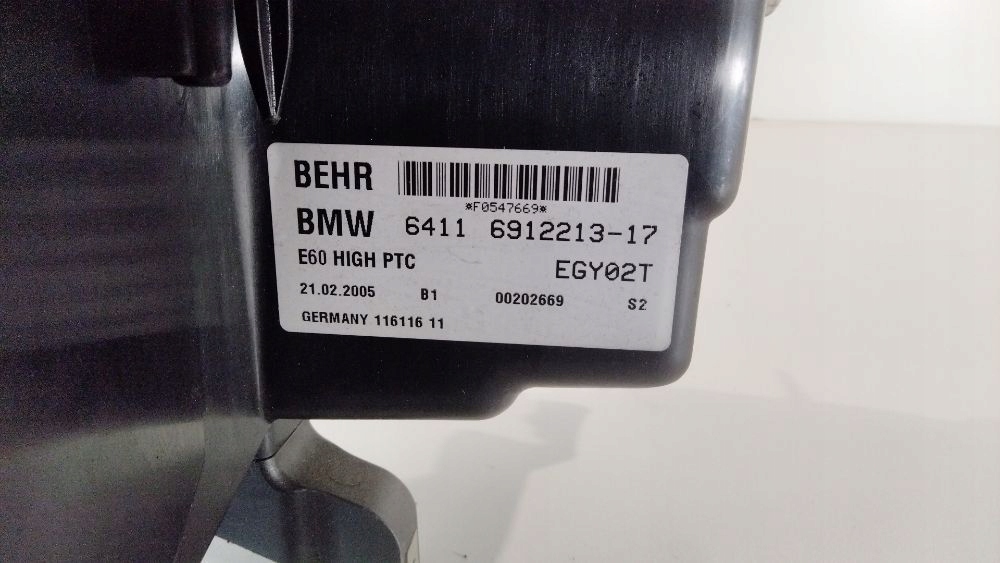 BEHR
*F0547669*
BMW 6411 6912213-17
E60 HIGH PTC EGY02T
21.02.2005 B1 00202669 S2
GERMANY 116116 11